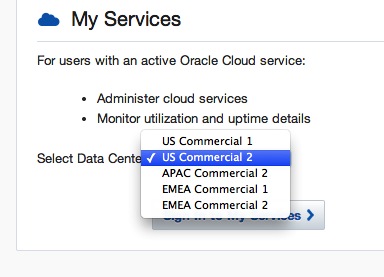 My Services
For users with an active Oracle Cloud service:
• Administer cloud services
• Monitor utilization and uptime details
Select Data Cente
US Commercial 1
✓ US Commercial 2
APAC Commercial 2
EMEA Commercial 1
EMEA Commercial 2
Sign In to My Services